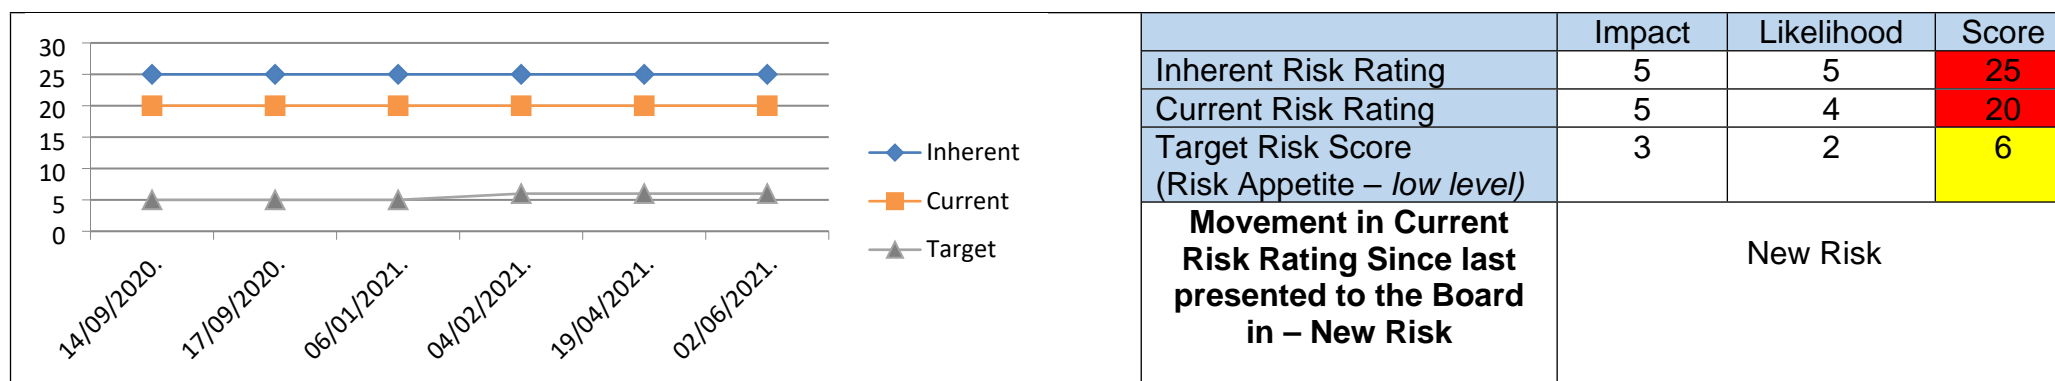 30
25
20
15
10
5
0
14/09/2020.
17/09/2020.
06/01/2021.
04/02/2021.
19/04/2021.
02/06/2021.
Inherent
Current
Target
Impact Likelihood Score
Inherent Risk Rating 5 5 25
Current Risk Rating 5 4 20
Target Risk Score 3 2 6
(Risk Appetite – low level)
Movement in Current
Risk Rating Since last
presented to the Board
in – New Risk
New Risk